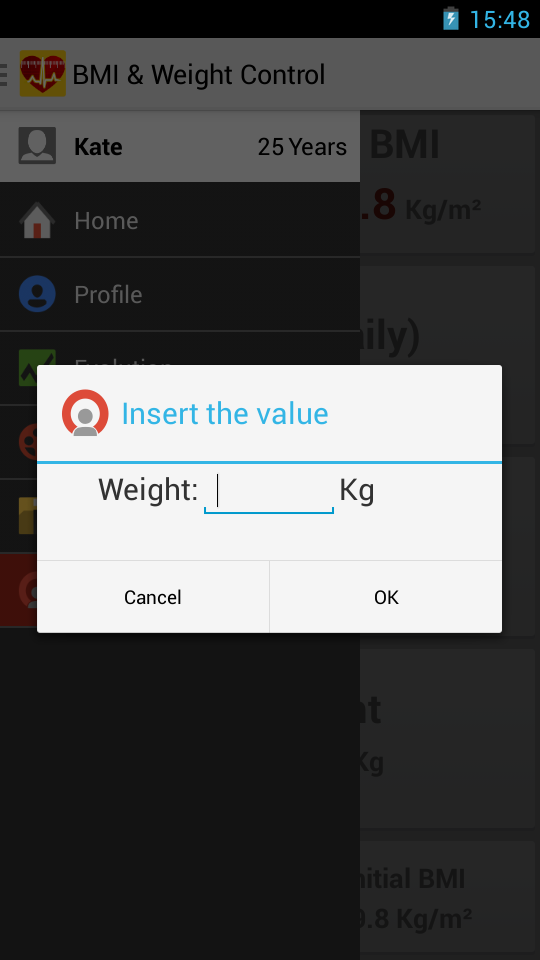 15:48
BMI & Weight Control
Kate 25 Years
BMI
.8 Kg/m²
Home
Profile
ily)
Evolution
Insert the value
Weight: Kg
Cancel OK
nt
Kg
nitial BMI
9.8 Kg/m²